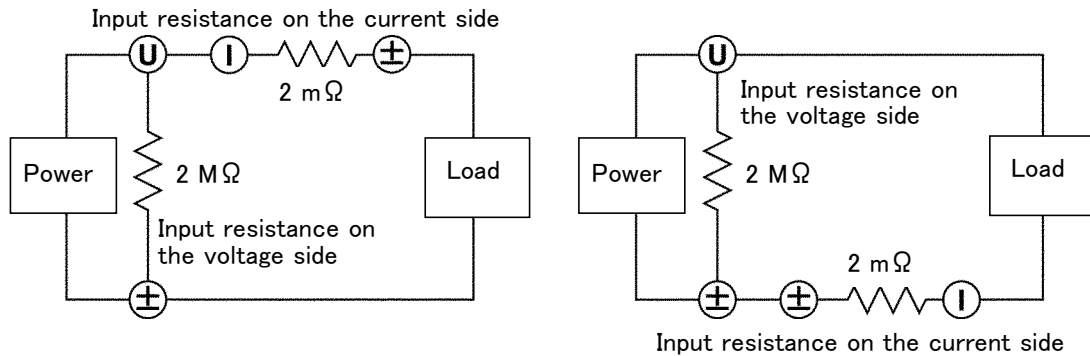 Input resistance on the current side
U
I
±
2 mΩ
Power
2 MΩ
Load
Input resistance on
the voltage side
±
U
Input resistance on
the voltage side
Power
2 MΩ
Load
2 mΩ
±
±
I
Input resistance on the current side